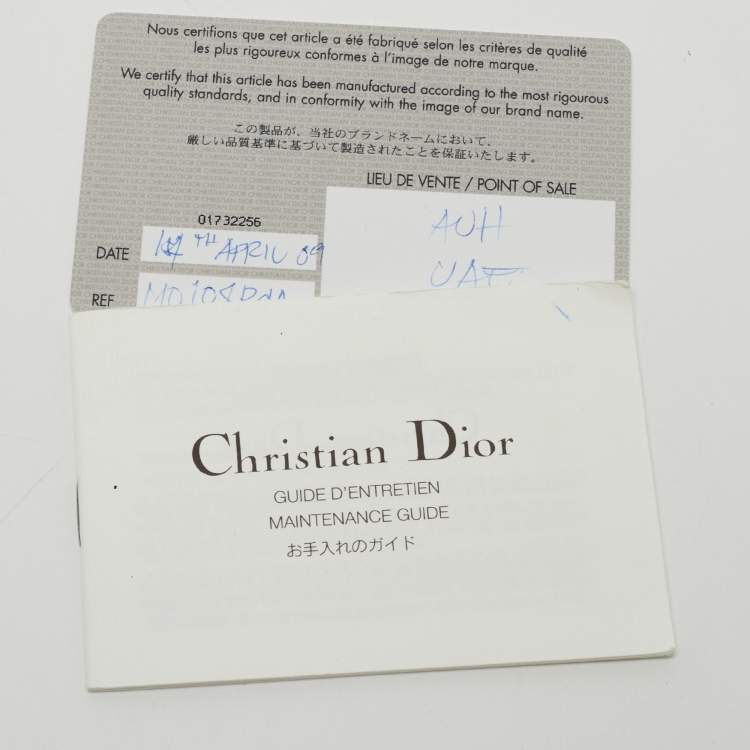 Nous certifions que cet article a été fabriqué selon les critères de qualité
les plus rigoureux conformes à l'image de notre marque.
We certify that this article has been manufactured according to the most rigourous
quality standards, and in conformity with the image of our brand name.
この製品が、当社のブランドネームにおいて、
厳しい品質基準に基づいて製造されたことを保証いたします。
LIEU DE VENTE / POINT OF SALE
AUH
UAE
01732256
DATE TH APRIL 09
REF
Christian Dior
GUIDE D'ENTRETIEN
MAINTENANCE GUIDE
お手入れのガイド